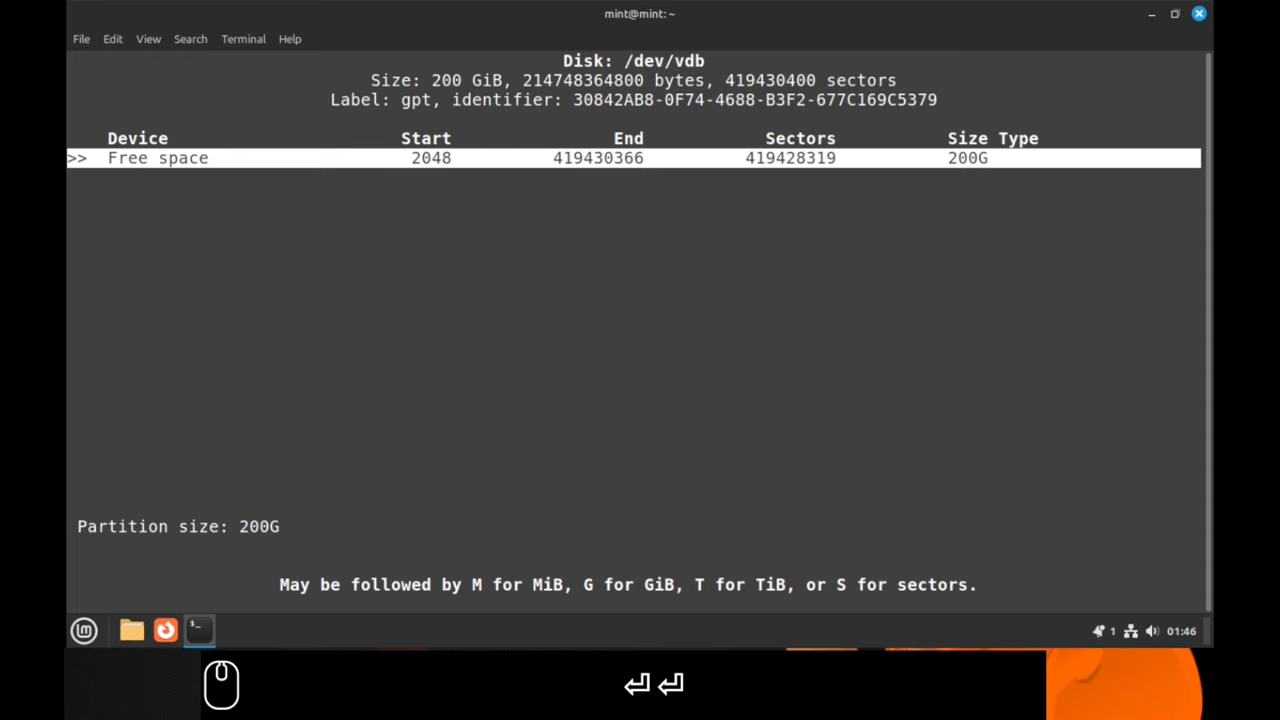 mint@mint:~
File Edit View Search Terminal Help
Disk: /dev/vdb
Size: 200 GiB, 214748364800 bytes, 419430400 sectors
Label: gpt, identifier: 30842AB8-0F74-4688-B3F2-677C169C5379
Device Start End Sectors Size Type
>> Free space 2048 419430366 419428319 200G
Partition size: 200G
May be followed by M for MiB, G for GiB, T for TiB, or S for sectors.
1 01:46
⏎⏎